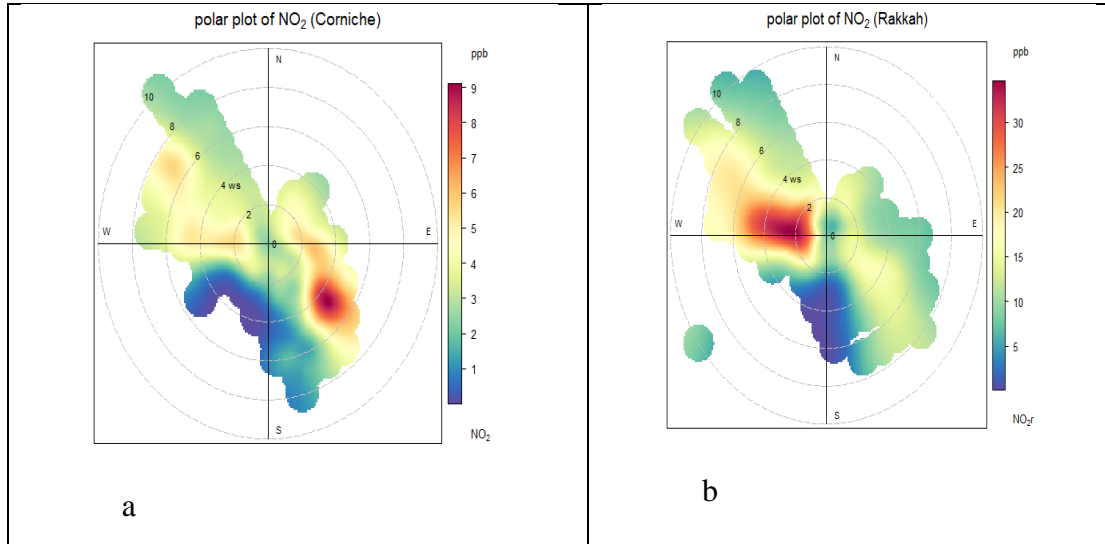 polar plot of NO₂ (Corniche)
ppb
N
10
8
6
4 ws
2
W
0
E
S
9
8
7
6
5
4
3
2
1
NO₂
a
polar plot of NO₂ (Rakkah)
ppb
N
10
8
6
4 ws
2
W
0
E
S
30
25
20
15
10
5
NO₂r
b